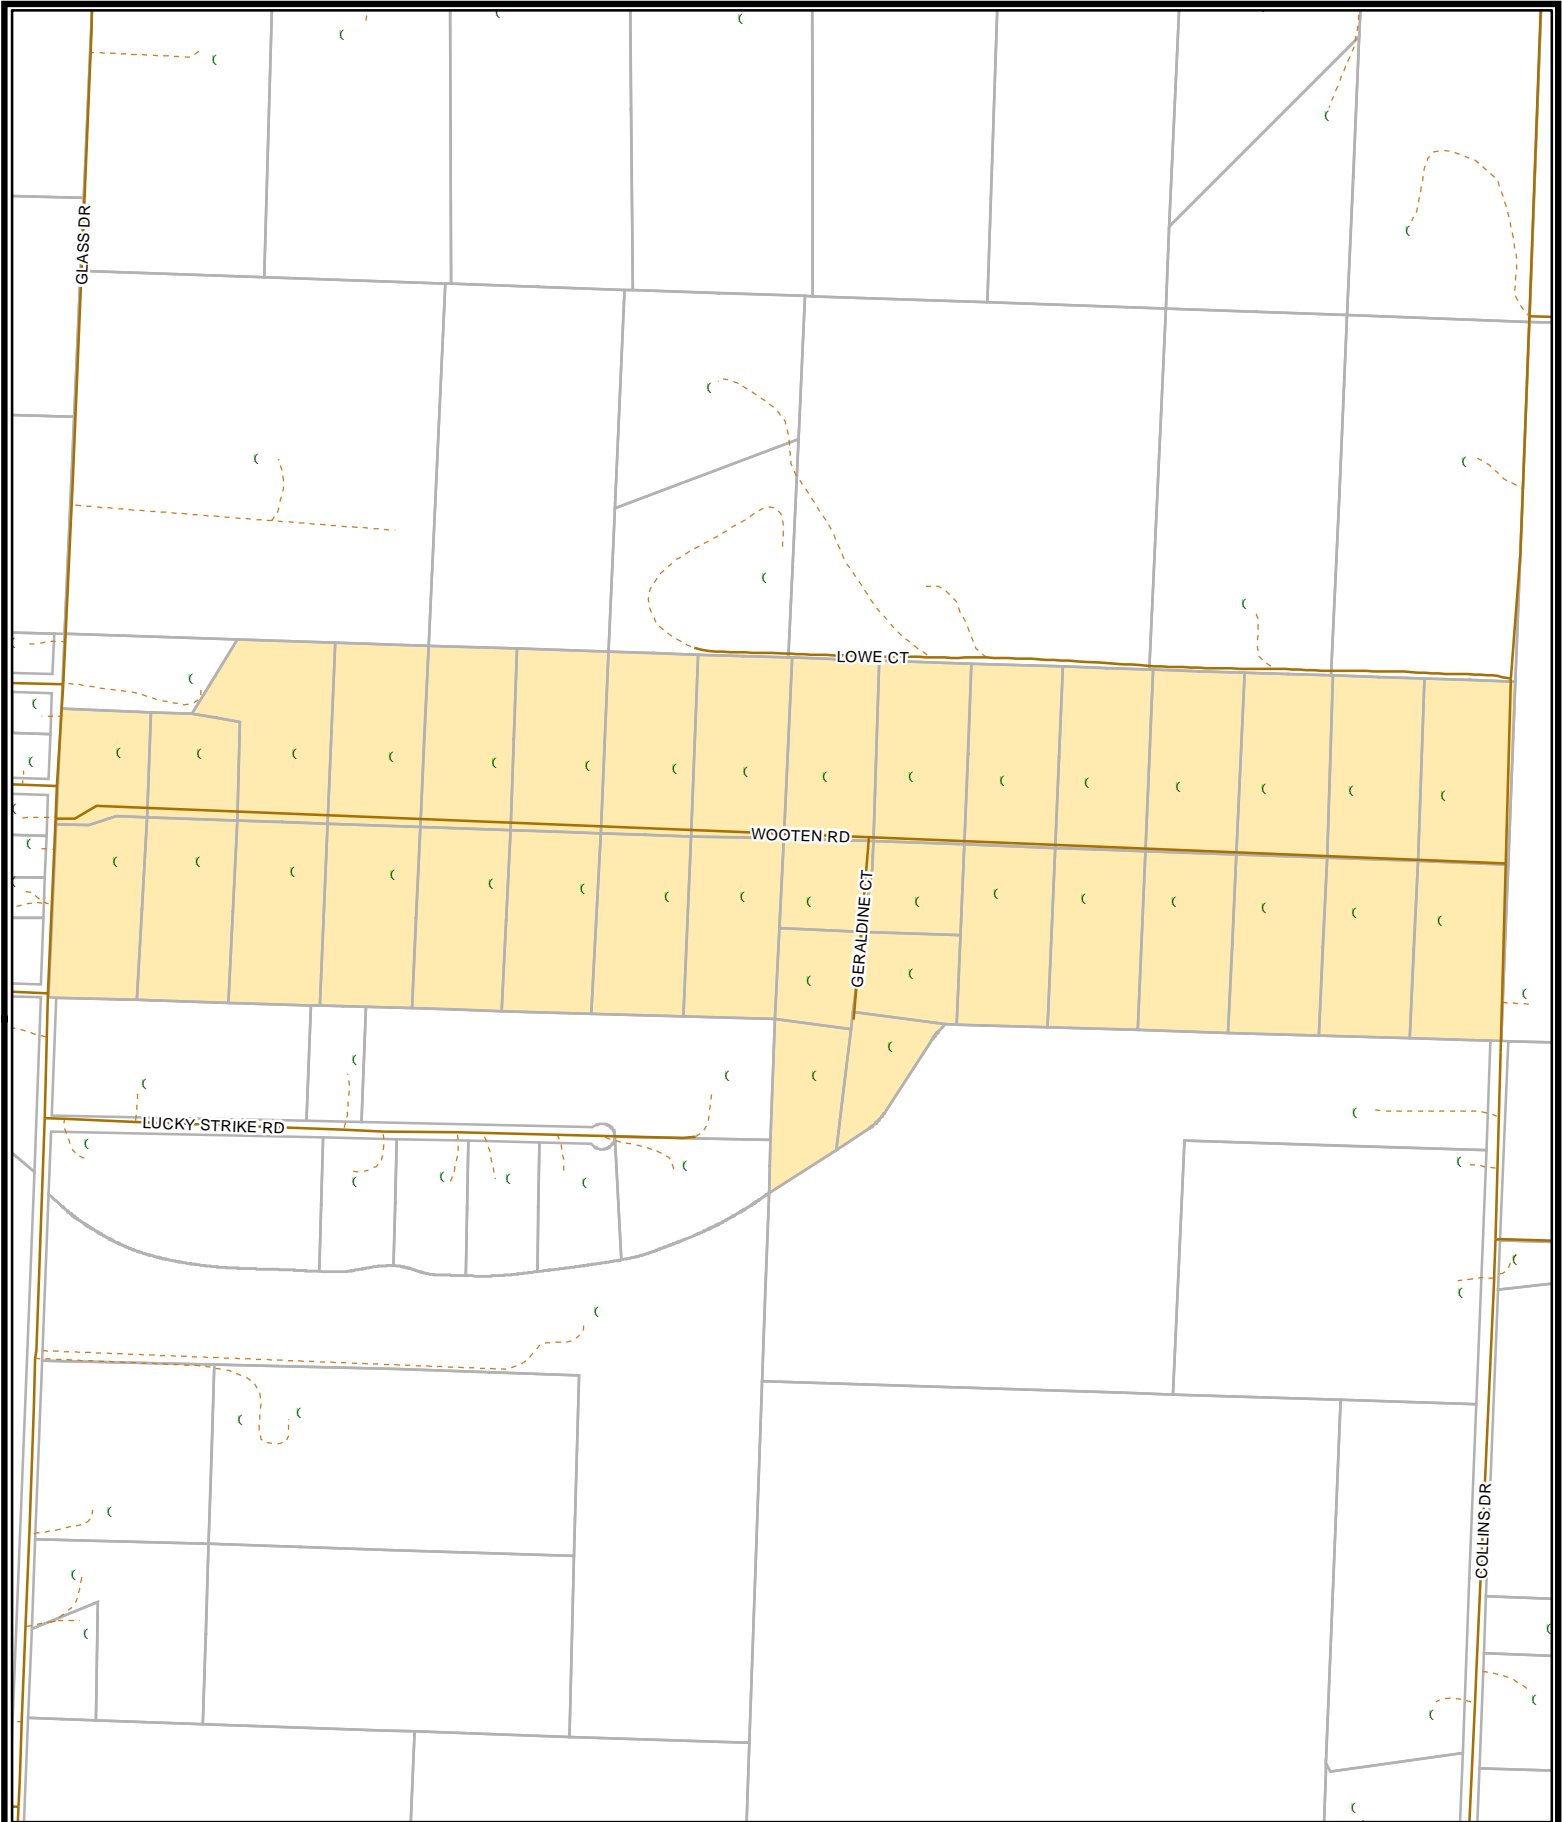 GLASS DR
LOWE CT
WOOTEN RD
GERALDINE CT
LUCKY STRIKE RD
COLLINS DR